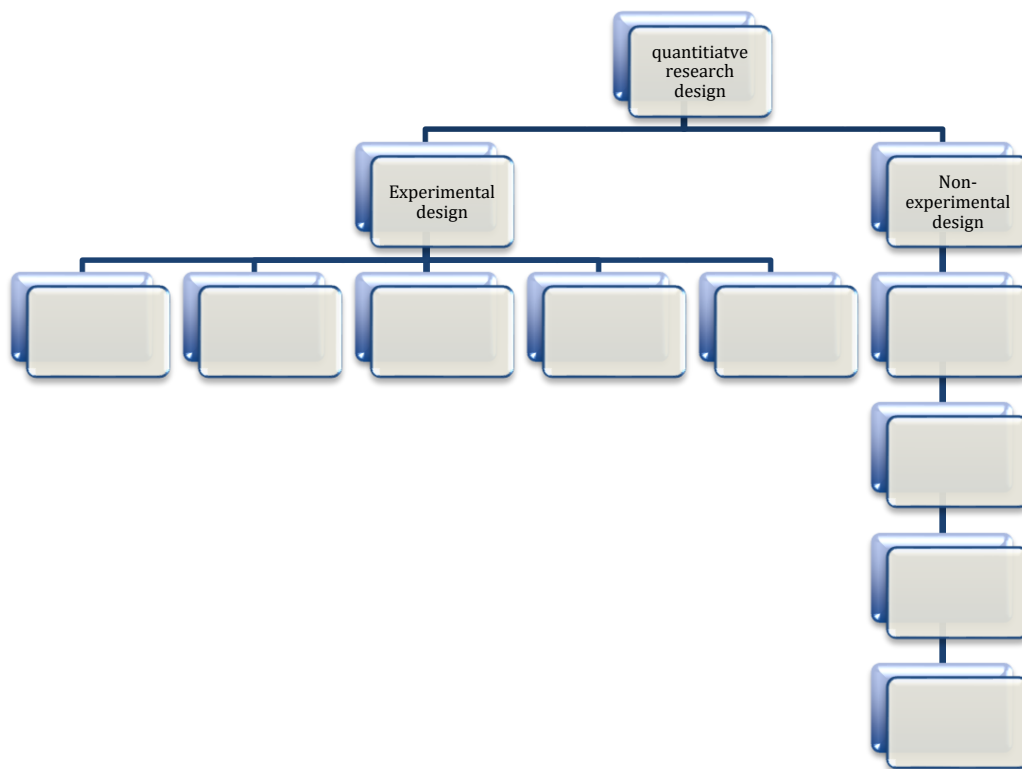 quantitiatve
research
design
Experimental
design
Non-
experimental
design